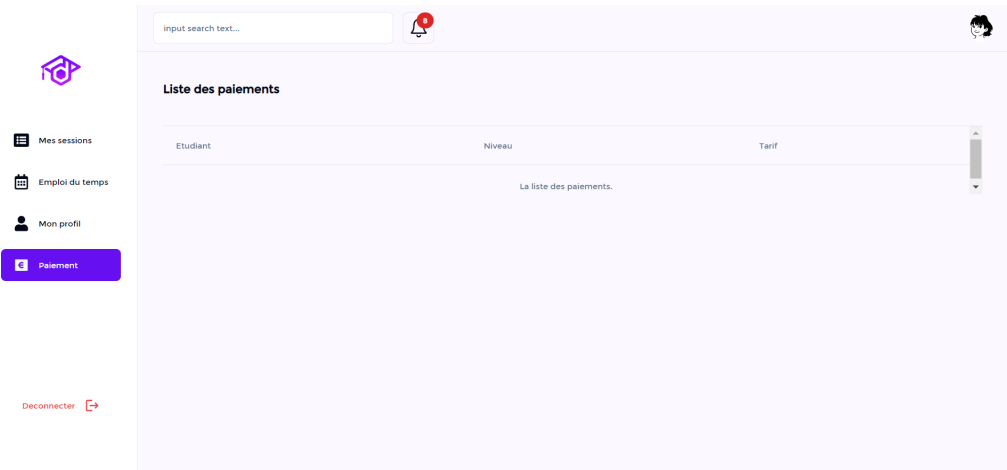 input search text...
8
Liste des paiements
Mes sessions
Emploi du temps
Mon profil
€ Paiement
Deconnecter
Etudiant Niveau Tarif
La liste des paiements.